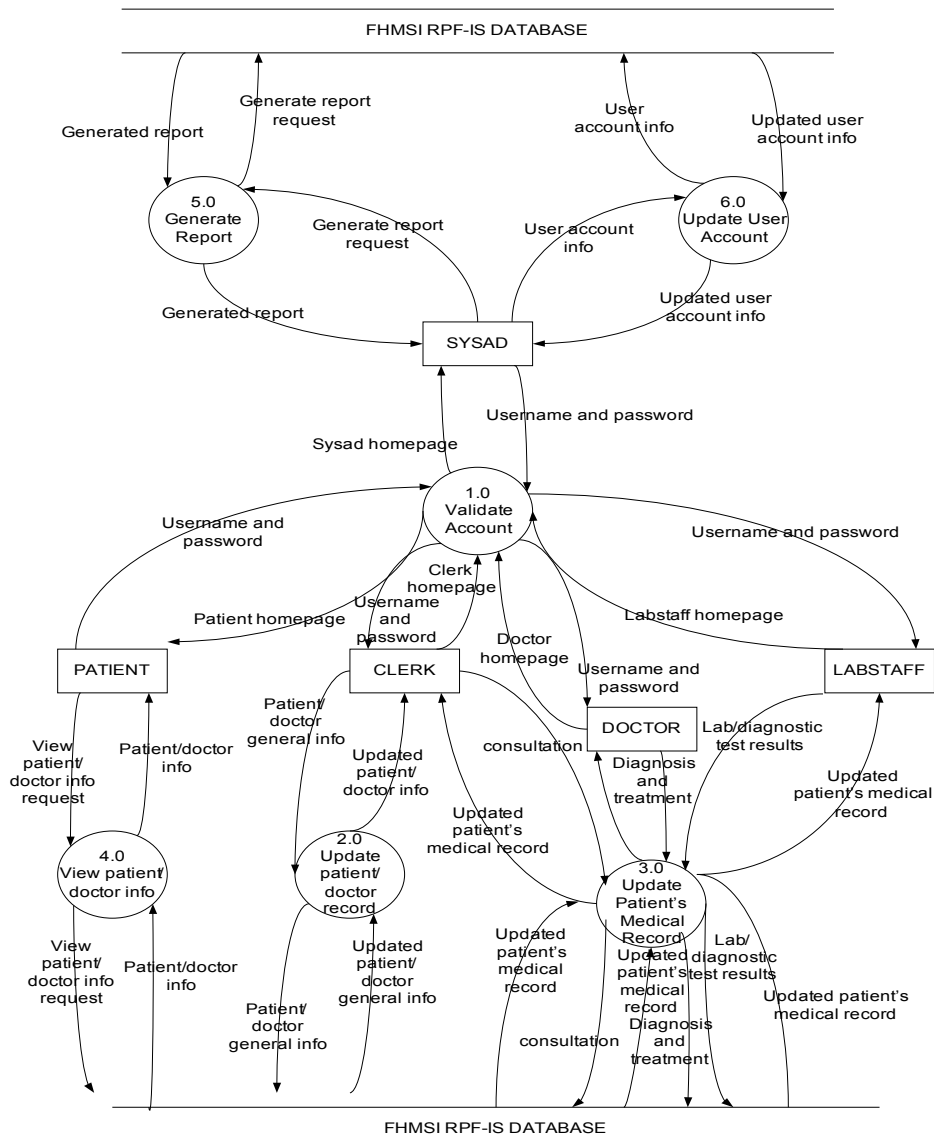 FHMSI RPF-IS DATABASE
Generated report
Generate report
request
User
account info
Updated user
account info
5.0
Generate
Report
Generate report
request
User account
info
6.0
Update User
Account
Generated report
Updated user
account info
SYSAD
Sysad homepage
Username and password
1.0
Validate
Account
Username and
password
Username and password
Patient homepage
Username
and
password
Clerk
homepage
Doctor
homepage
Labstaff homepage
Username and
password
PATIENT
CLERK
DOCTOR
LABSTAFF
View
patient/
doctor info
request
Patient/doctor
info
Patient/
doctor
general info
Updated
patient/
doctor info
consultation
Updated
patient's
medical record
Diagnosis
and
treatment
Lab/diagnostic
test results
Updated
patient's medical
record
4.0
View patient/
doctor info
2.0
Update
patient/
doctor
record
3.0
Update
Patient's
Medical
Record
View
patient/
doctor info
request
Patient/doctor
info
Patient/
doctor
general info
Updated
patient/
doctor
general info
Updated
patient's
medical
record
consultation
Updated
patient's
medical
record
Diagnosis
and
treatment
Lab/
diagnostic
test results
Updated patient's
medical record
FHMSI RPF-IS DATABASE